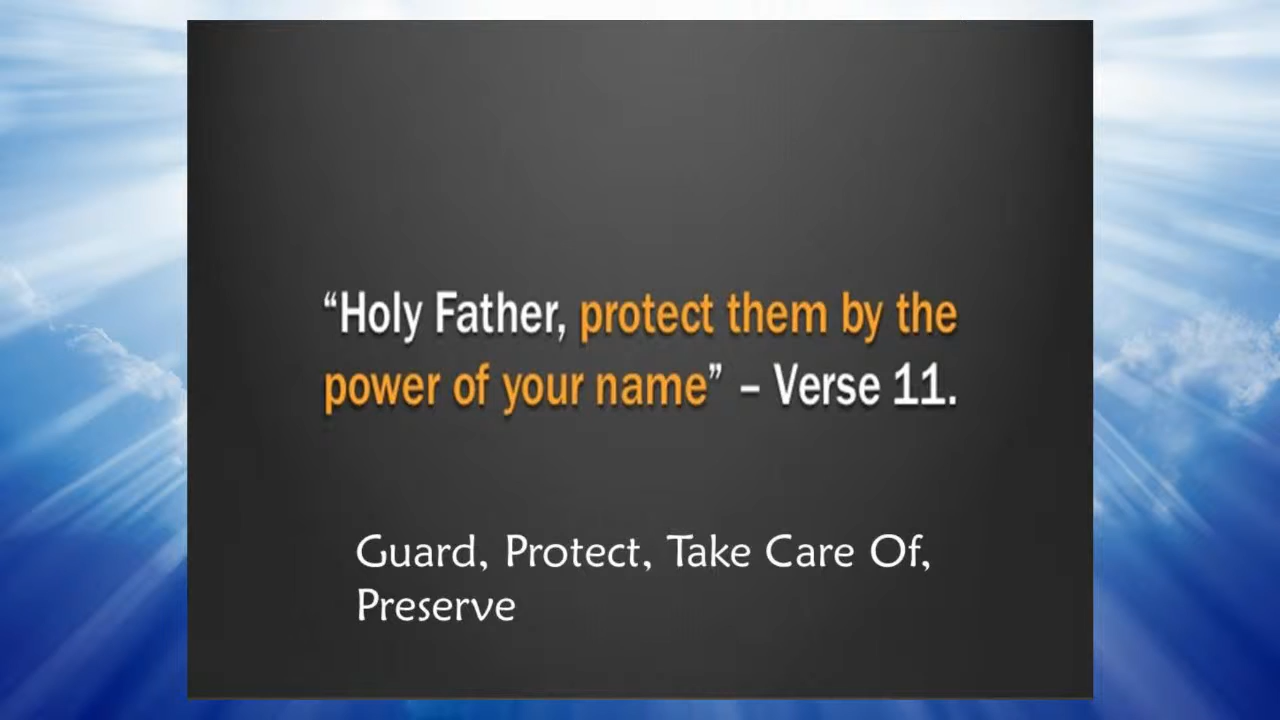 “Holy Father, protect them by the
power of your name” – Verse 11.
Guard, Protect, Take Care Of,
Preserve